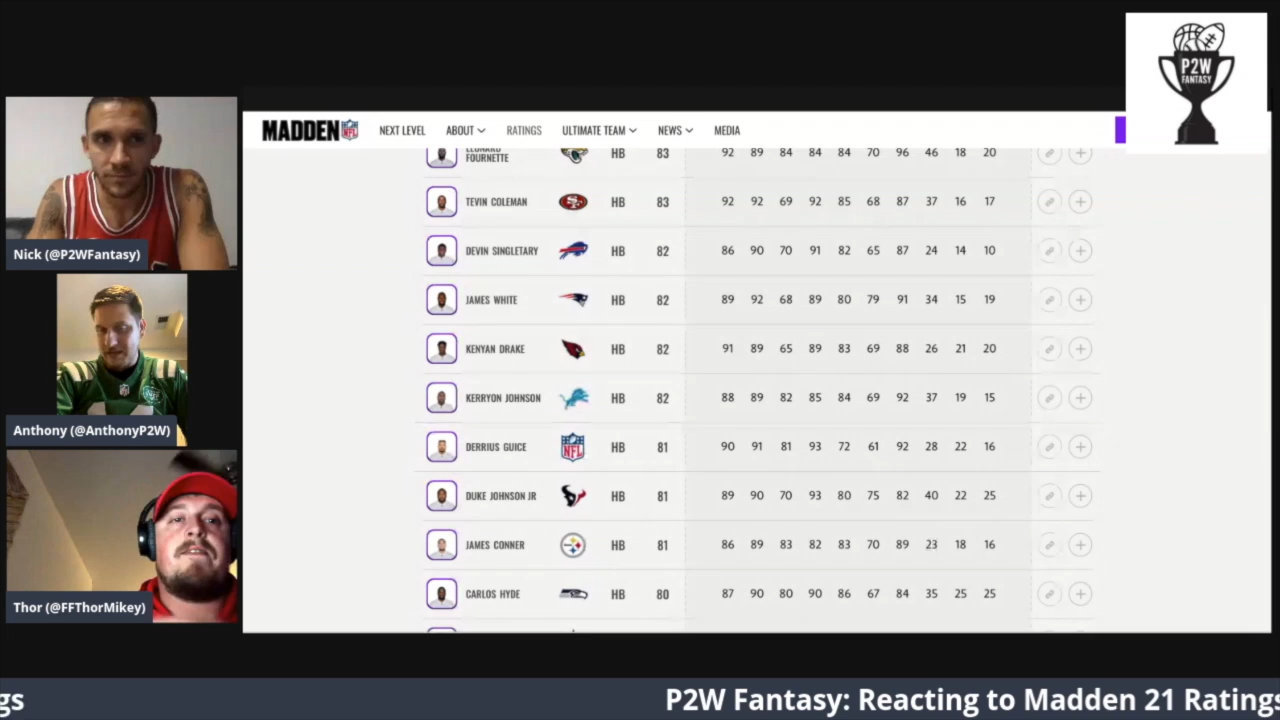 P2W
FANTASY
MADDEN NFL NEXT LEVEL ABOUT RATINGS ULTIMATE TEAM NEWS MEDIA
LEONARD
FOURNETTE HB 83 92 89 84 84 84 70 96 46 18 20
TEVIN COLEMAN HB 83 92 92 69 92 85 68 87 37 16 17
DEVIN SINGLETARY HB 82 86 90 70 91 82 65 87 24 14 10
JAMES WHITE HB 82 89 92 68 89 80 79 91 34 15 19
KENYAN DRAKE HB 82 91 89 65 89 83 69 88 26 21 20
KERRYON JOHNSON HB 82 88 89 82 85 84 69 92 37 19 15
DERRIUS GUICE NFL HB 81 90 91 81 93 72 61 92 28 22 16
DUKE JOHNSON JR HB 81 89 90 70 93 80 75 82 40 22 25
JAMES CONNER HB 81 86 89 83 82 83 70 89 23 18 16
CARLOS HYDE HB 80 87 90 80 90 86 67 84 35 25 25
Nick (@P2WFantasy)
Anthony (@AnthonyP2W)
Thor (@FFThorMikey)
gs P2W Fantasy: Reacting to Madden 21 Ratings